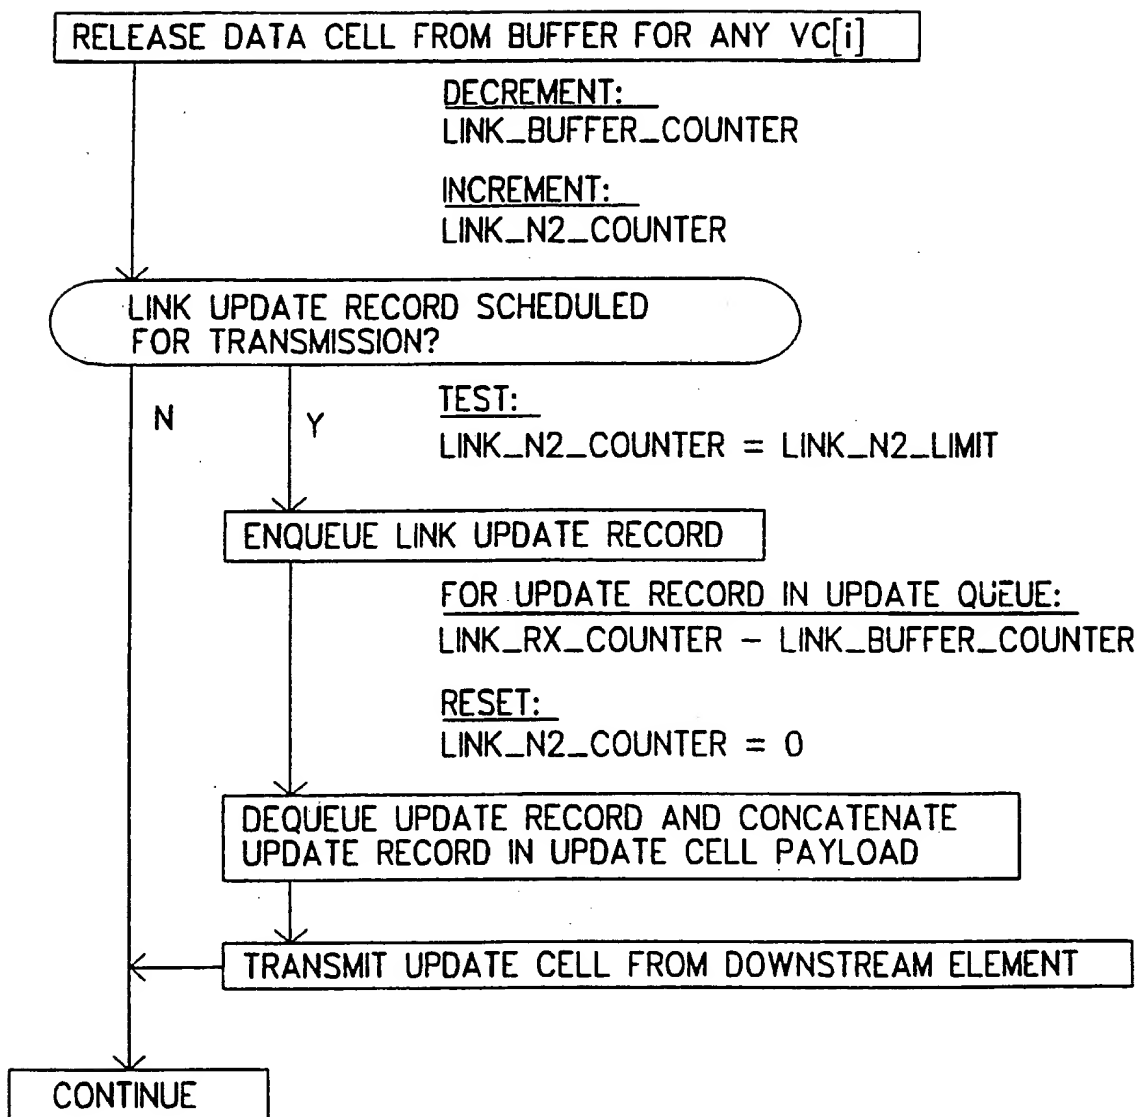 RELEASE DATA CELL FROM BUFFER FOR ANY VC[i]
DECREMENT:
LINK_BUFFER_COUNTER
INCREMENT:
LINK_N2_COUNTER
LINK UPDATE RECORD SCHEDULED
FOR TRANSMISSION?
N
Y
TEST:
LINK_N2_COUNTER = LINK_N2_LIMIT
ENQUEUE LINK UPDATE RECORD
FOR UPDATE RECORD IN UPDATE QUEUE:
LINK_RX_COUNTER – LINK_BUFFER_COUNTER
RESET:
LINK_N2_COUNTER = 0
DEQUEUE UPDATE RECORD AND CONCATENATE
UPDATE RECORD IN UPDATE CELL PAYLOAD
TRANSMIT UPDATE CELL FROM DOWNSTREAM ELEMENT
CONTINUE